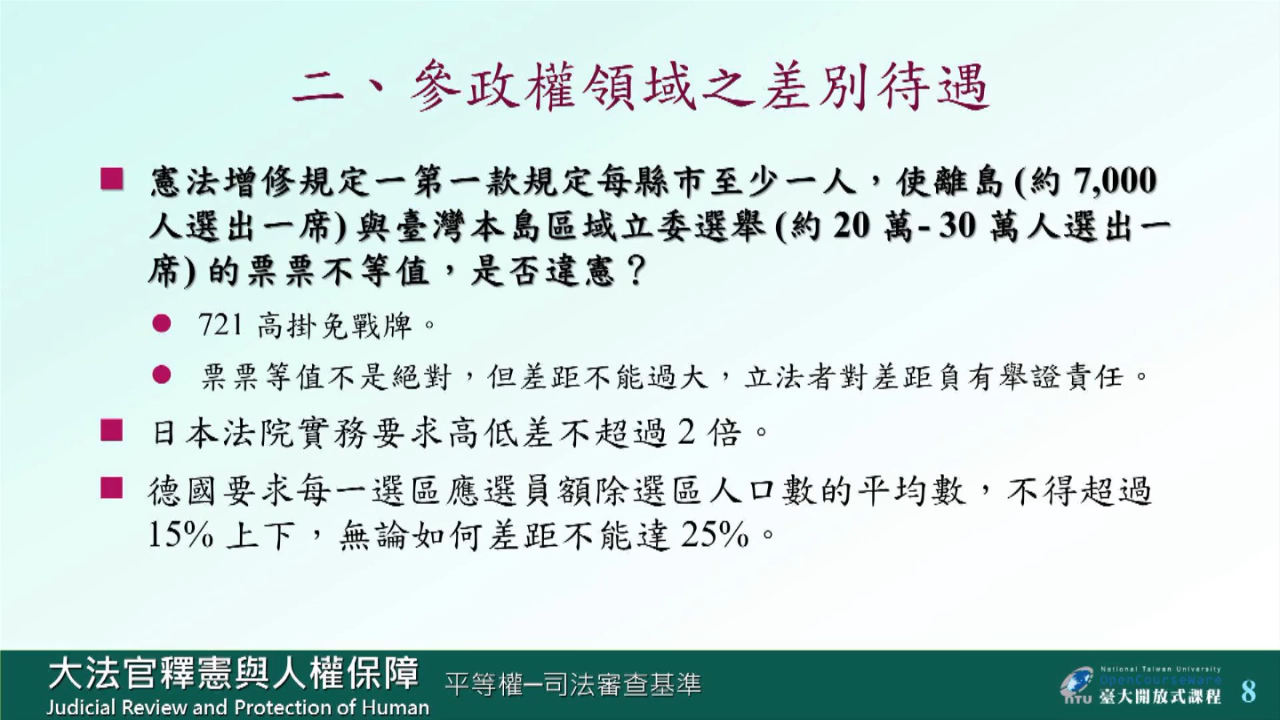 二、參政權領域之差別待遇
■ 憲法增修規定一第一款規定每縣市至少一人，使離島 (約 7,000
人選出一席) 與臺灣本島區域立委選舉 (約 20 萬- 30 萬人選出一
席) 的票票不等值，是否違憲？
● 721 高掛免戰牌。
● 票票等值不是絕對，但差距不能過大，立法者對差距負有舉證責任。
■ 日本法院實務要求高低差不超過 2 倍。
■ 德國要求每一選區應選員額除選區人口數的平均數，不得超過
15% 上下，無論如何差距不能達 25%。
大法官釋憲與人權保障 平等權─司法審查基準
Judicial Review and Protection of Human
National Taiwan University
OpenCourseWare
NTU 臺大開放式課程 8